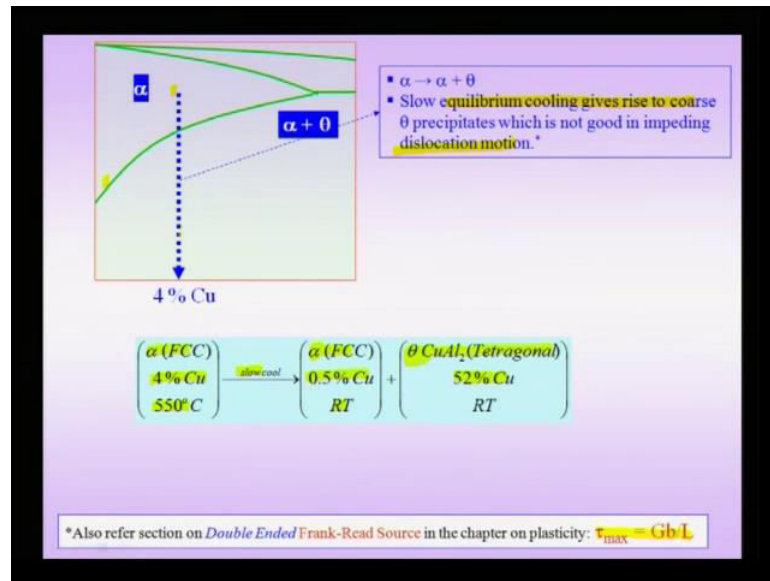 α
α + θ
4 % Cu
▪ α → α + θ
▪ Slow equilibrium cooling gives rise to coarse
θ precipitates which is not good in impeding
dislocation motion.*
(α (FCC) 4% Cu 550° C) slow cool → (α (FCC) 0.5% Cu RT) + (θ CuAl₂ (Tetragonal) 52% Cu RT)
*Also refer section on Double Ended Frank-Read Source in the chapter on plasticity: τmax = Gb/L